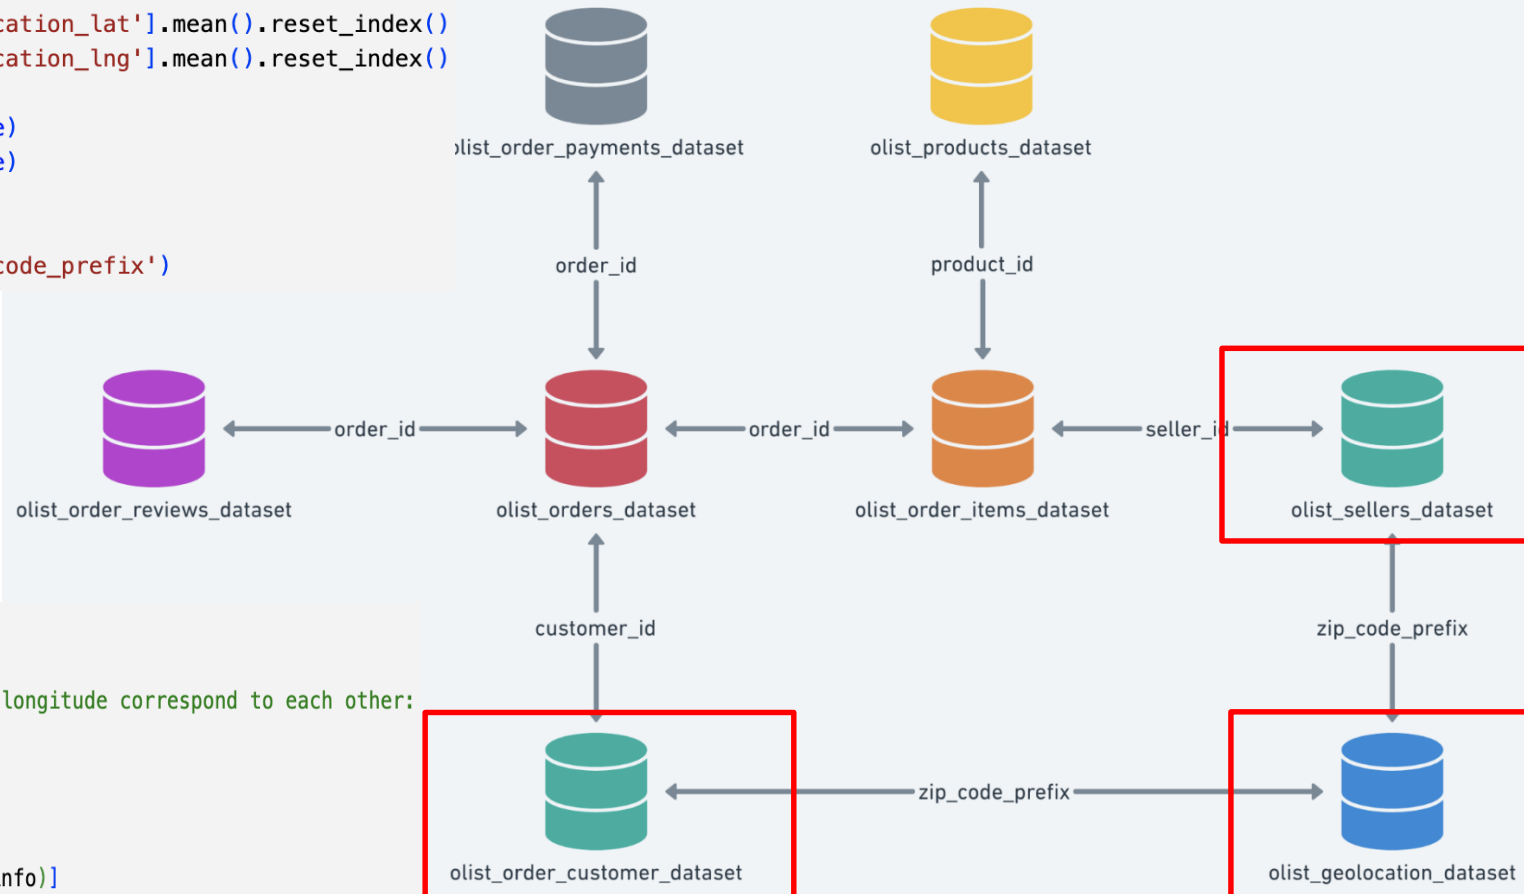 cation_lat'].mean().reset_index()
cation_lng'].mean().reset_index()
e)
e)
code_prefix')
olist_order_payments_dataset
olist_products_dataset
order_id
product_id
order_id
order_id
seller_id
olist_order_reviews_dataset
olist_orders_dataset
olist_order_items_dataset
olist_sellers_dataset
customer_id
zip_code_prefix
longitude correspond to each other:
zip_code_prefix
olist_order_customer_dataset
olist_geolocation_dataset
nfo)]